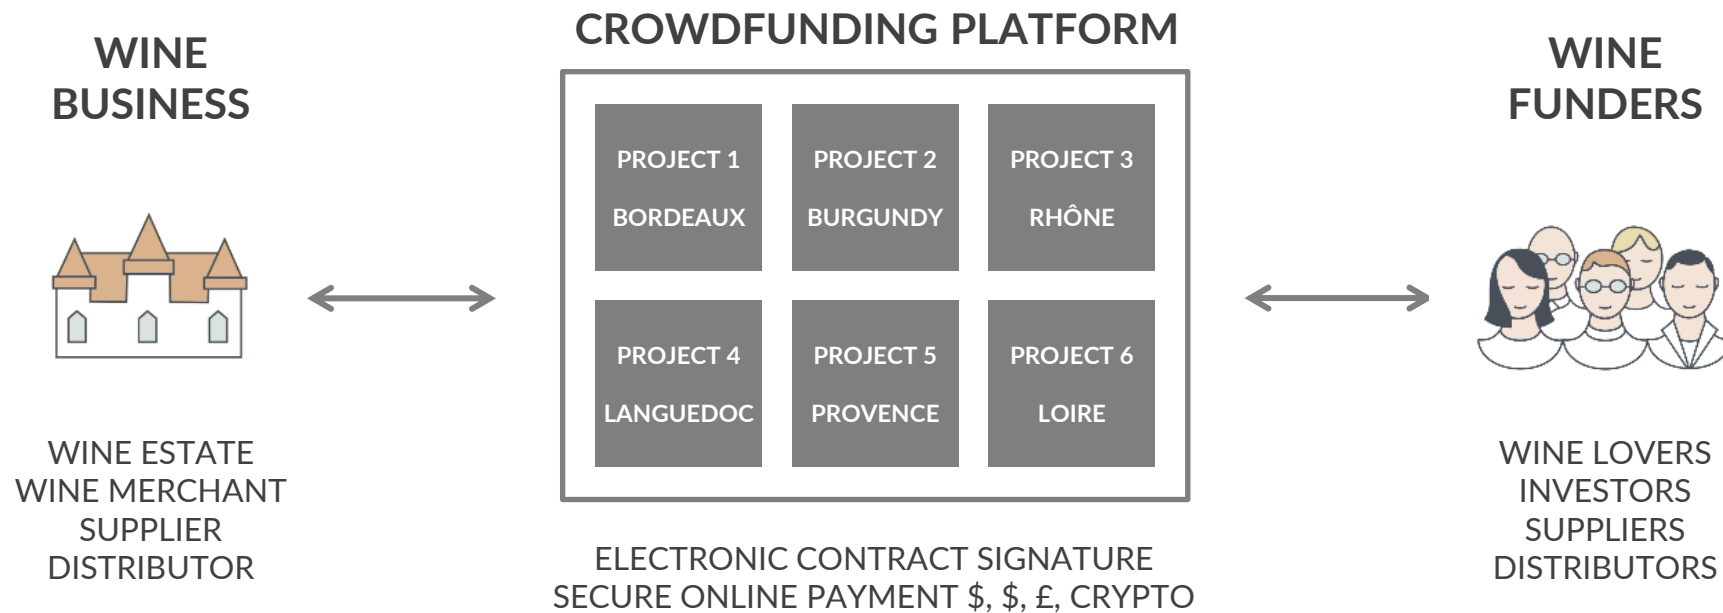 WINE
BUSINESS
WINE ESTATE
WINE MERCHANT
SUPPLIER
DISTRIBUTOR
CROWDFUNDING PLATFORM
PROJECT 1
BORDEAUX
PROJECT 2
BURGUNDY
PROJECT 3
RHÔNE
PROJECT 4
LANGUEDOC
PROJECT 5
PROVENCE
PROJECT 6
LOIRE
ELECTRONIC CONTRACT SIGNATURE
SECURE ONLINE PAYMENT $, $, £, CRYPTO
WINE
FUNDERS
WINE LOVERS
INVESTORS
SUPPLIERS
DISTRIBUTORS